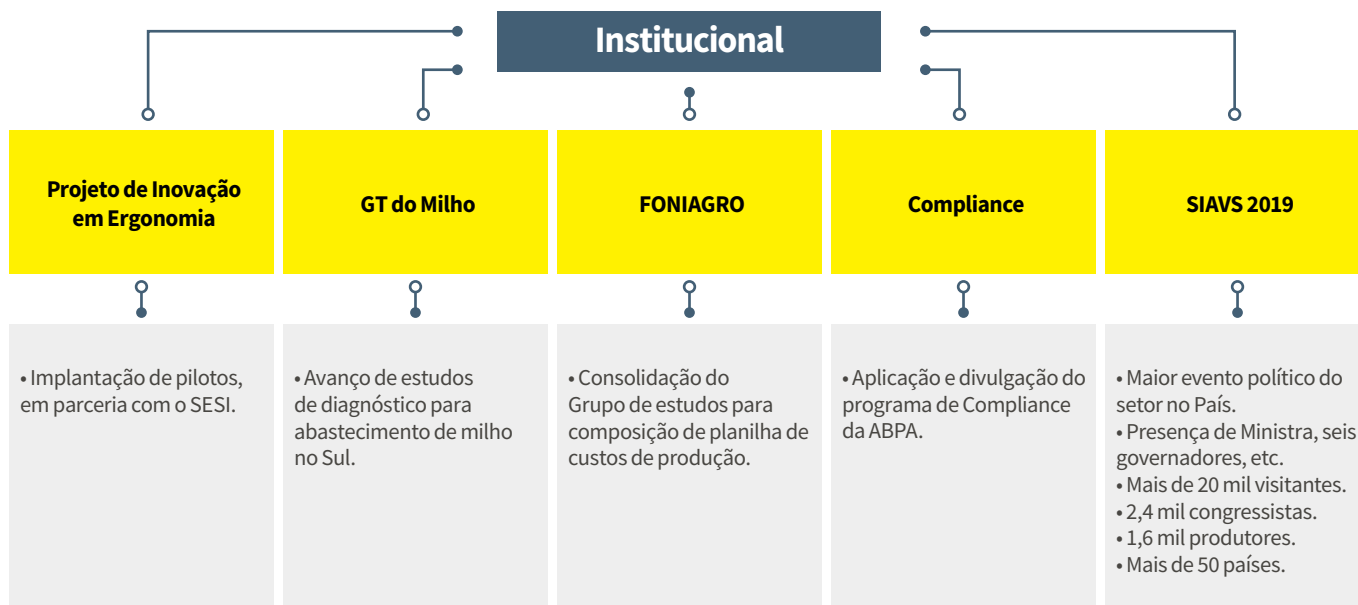 Institucional
Projeto de Inovação
em Ergonomia
GT do Milho
FONIAGRO
Compliance
SIAVS 2019
• Implantação de pilotos,
em parceria com o SESI.
• Avanço de estudos
de diagnóstico para
abastecimento de milho
no Sul.
• Consolidação do
Grupo de estudos para
composição de planilha de
custos de produção.
• Aplicação e divulgação do
programa de Compliance
da ABPA.
• Maior evento político do
setor no País.
• Presença de Ministra, seis
governadores, etc.
• Mais de 20 mil visitantes.
• 2,4 mil congressistas.
• 1,6 mil produtores.
• Mais de 50 países.